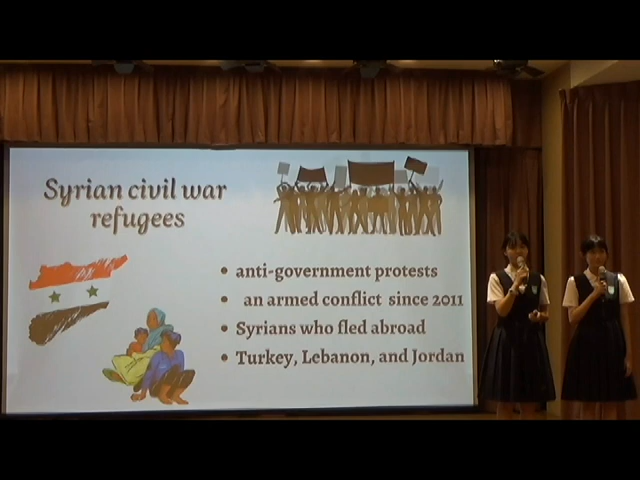 Syrian civil war
refugees
• anti-government protests
• an armed conflict since 2011
• Syrians who fled abroad
• Turkey, Lebanon, and Jordan